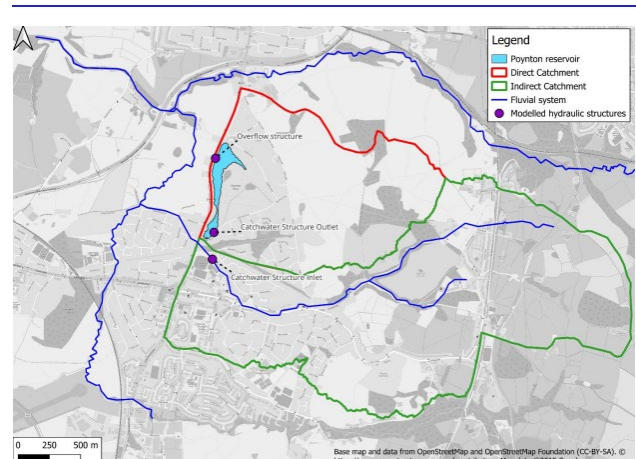 Legend
Poynton reservoir
Direct Catchment
Indirect Catchment
Fluvial system
Modelled hydraulic structures
Overflow structure
Catchwater Structure Outlet
Catchwater Structure Inlet
0 250 500 m
Base map and data from OpenStreetMap and OpenStreetMap Foundation (CC-BY-SA). ©